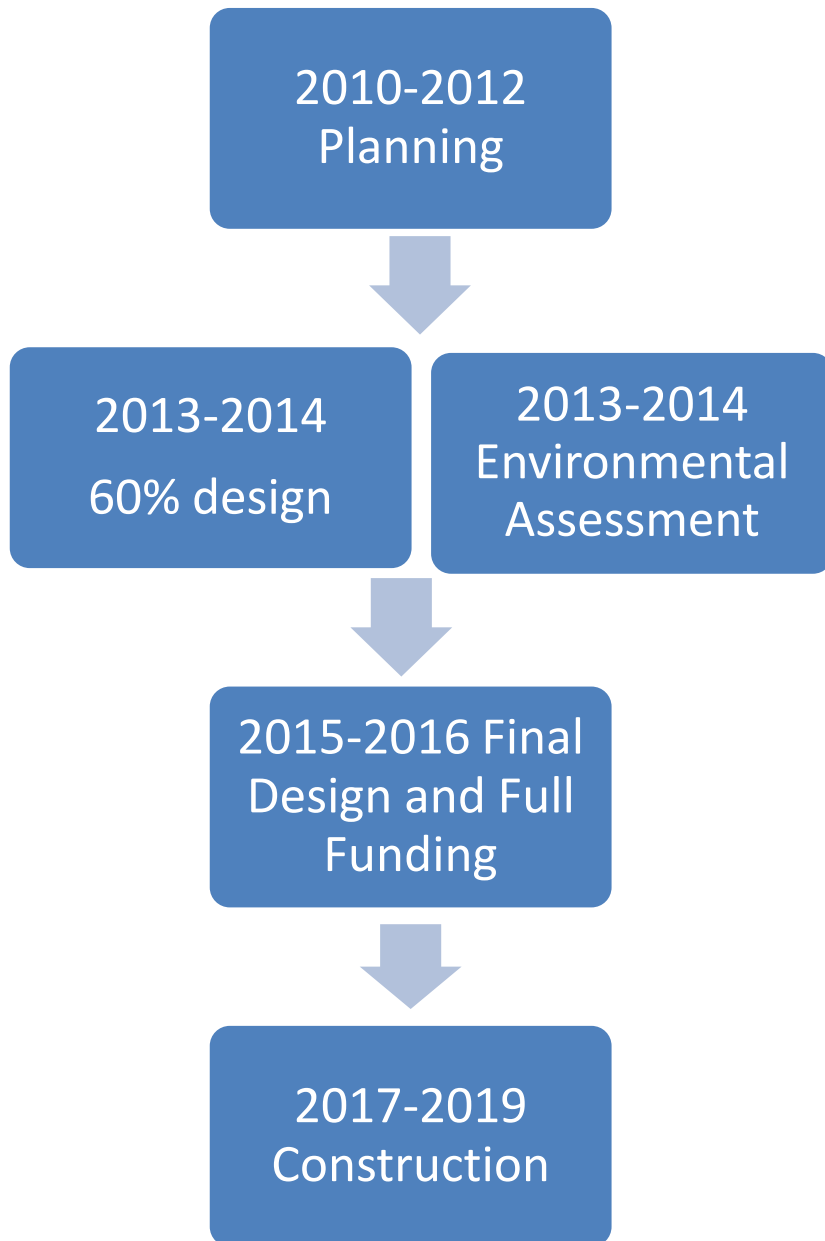 2010-2012
Planning
2013-2014
60% design
2013-2014
Environmental
Assessment
2015-2016 Final
Design and Full
Funding
2017-2019
Construction